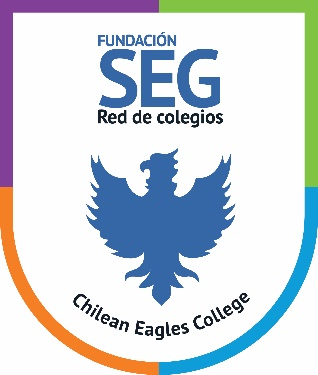 FUNDACIÓN
SEG
Red de colegios
Chilean Eagles College